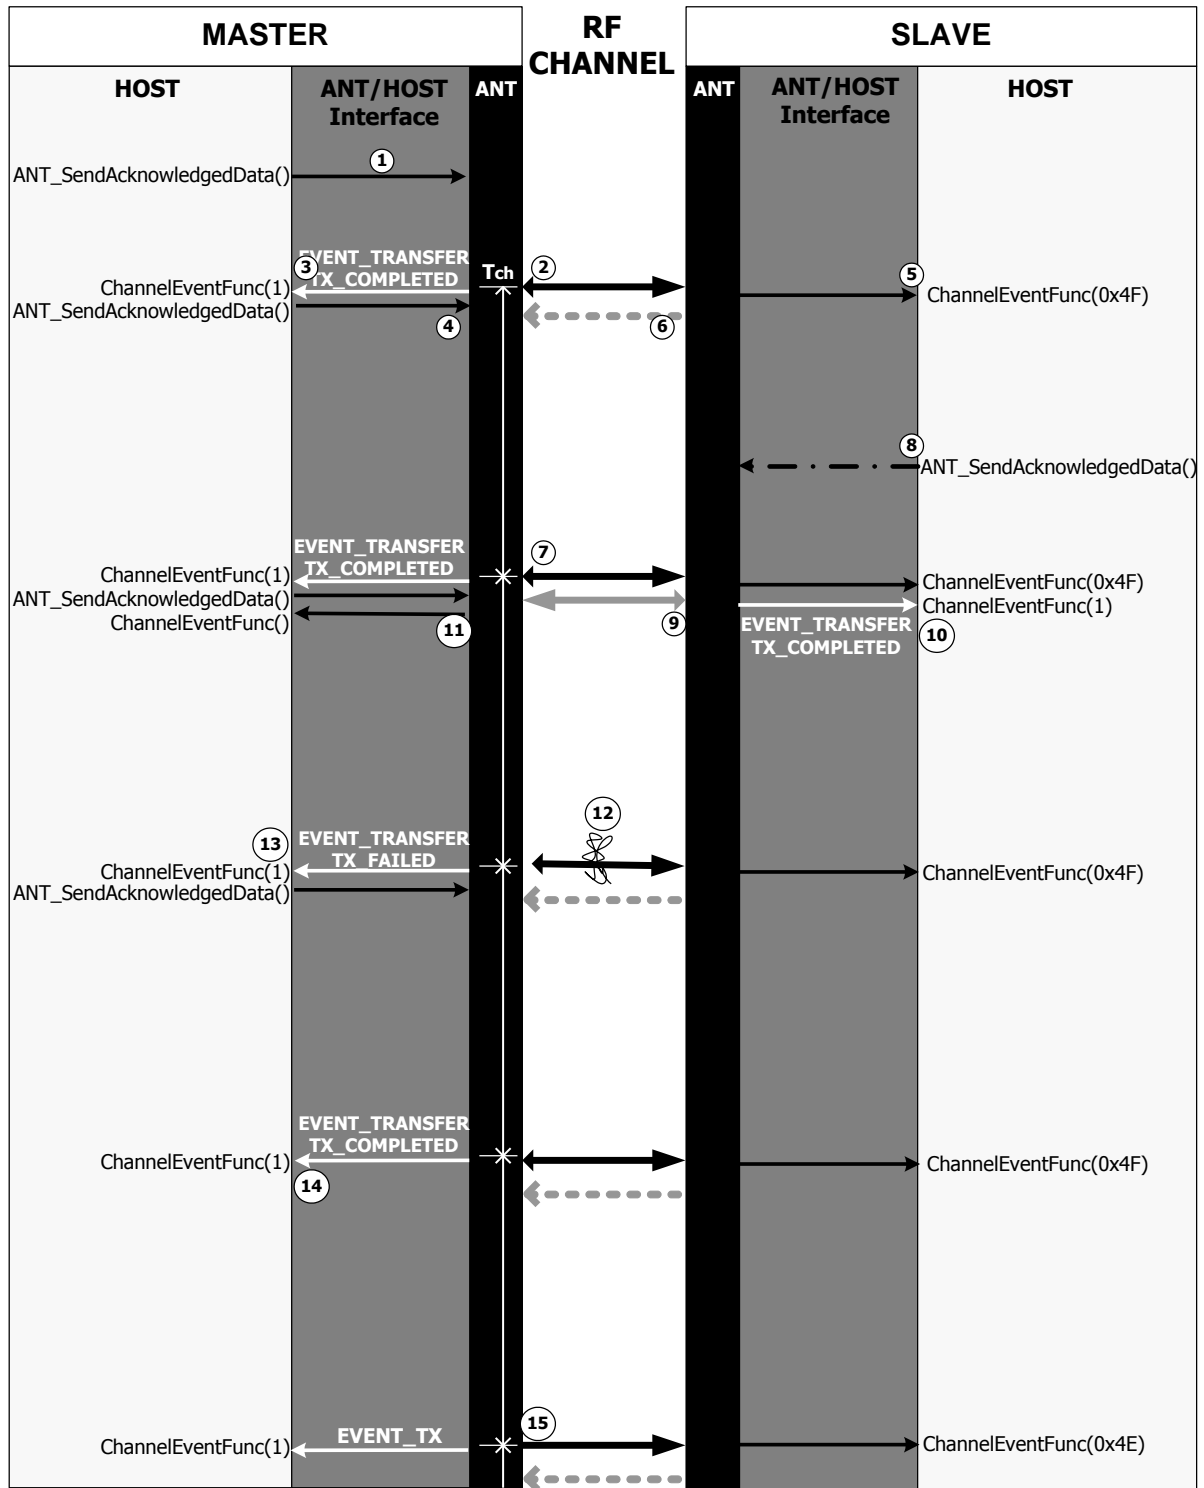 MASTER
RF
CHANNEL
SLAVE
HOST
ANT/HOST
Interface
ANT
ANT
ANT/HOST
Interface
HOST
1
ANT_SendAcknowledgedData()
3
EVENT_TRANSFER
TX_COMPLETED
Tch
2
5
ChannelEventFunc(1)
ChannelEventFunc(0x4F)
ANT_SendAcknowledgedData()
4
6
8
ANT_SendAcknowledgedData()
EVENT_TRANSFER
TX_COMPLETED
7
ChannelEventFunc(1)
ChannelEventFunc(0x4F)
ANT_SendAcknowledgedData()
ChannelEventFunc(1)
ChannelEventFunc()
11
9
EVENT_TRANSFER
TX_COMPLETED
10
12
13
EVENT_TRANSFER
TX_FAILED
ChannelEventFunc(1)
ChannelEventFunc(0x4F)
ANT_SendAcknowledgedData()
EVENT_TRANSFER
TX_COMPLETED
ChannelEventFunc(1)
ChannelEventFunc(0x4F)
14
15
EVENT_TX
ChannelEventFunc(1)
ChannelEventFunc(0x4E)